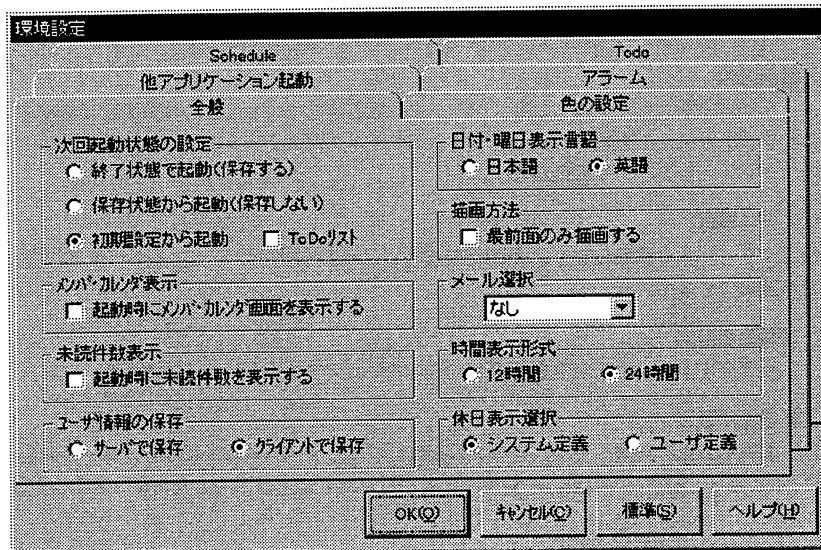 環境設定
Schedule
Todo
他アプリケーション起動
アラーム
全般
色の設定
次回起動状態の設定
終了状態で起動(保存する)
保存状態から起動(保存しない)
初期設定から起動
ToDoリスト
メンバ・カレンダ表示
起動時にメンバ・カレンダ画面を表示する
未読件数表示
起動時に未読件数を表示する
ユーザ情報の保存
サーバで保存
クライアントで保存
日付・曜日表示言語
日本語
英語
描画方法
最前面のみ描画する
メール選択
なし
時間表示形式
12時間
24時間
休日表示選択
システム定義
ユーザ定義
OK(O)
キャンセル(C)
標準(S)
ヘルプ(H)